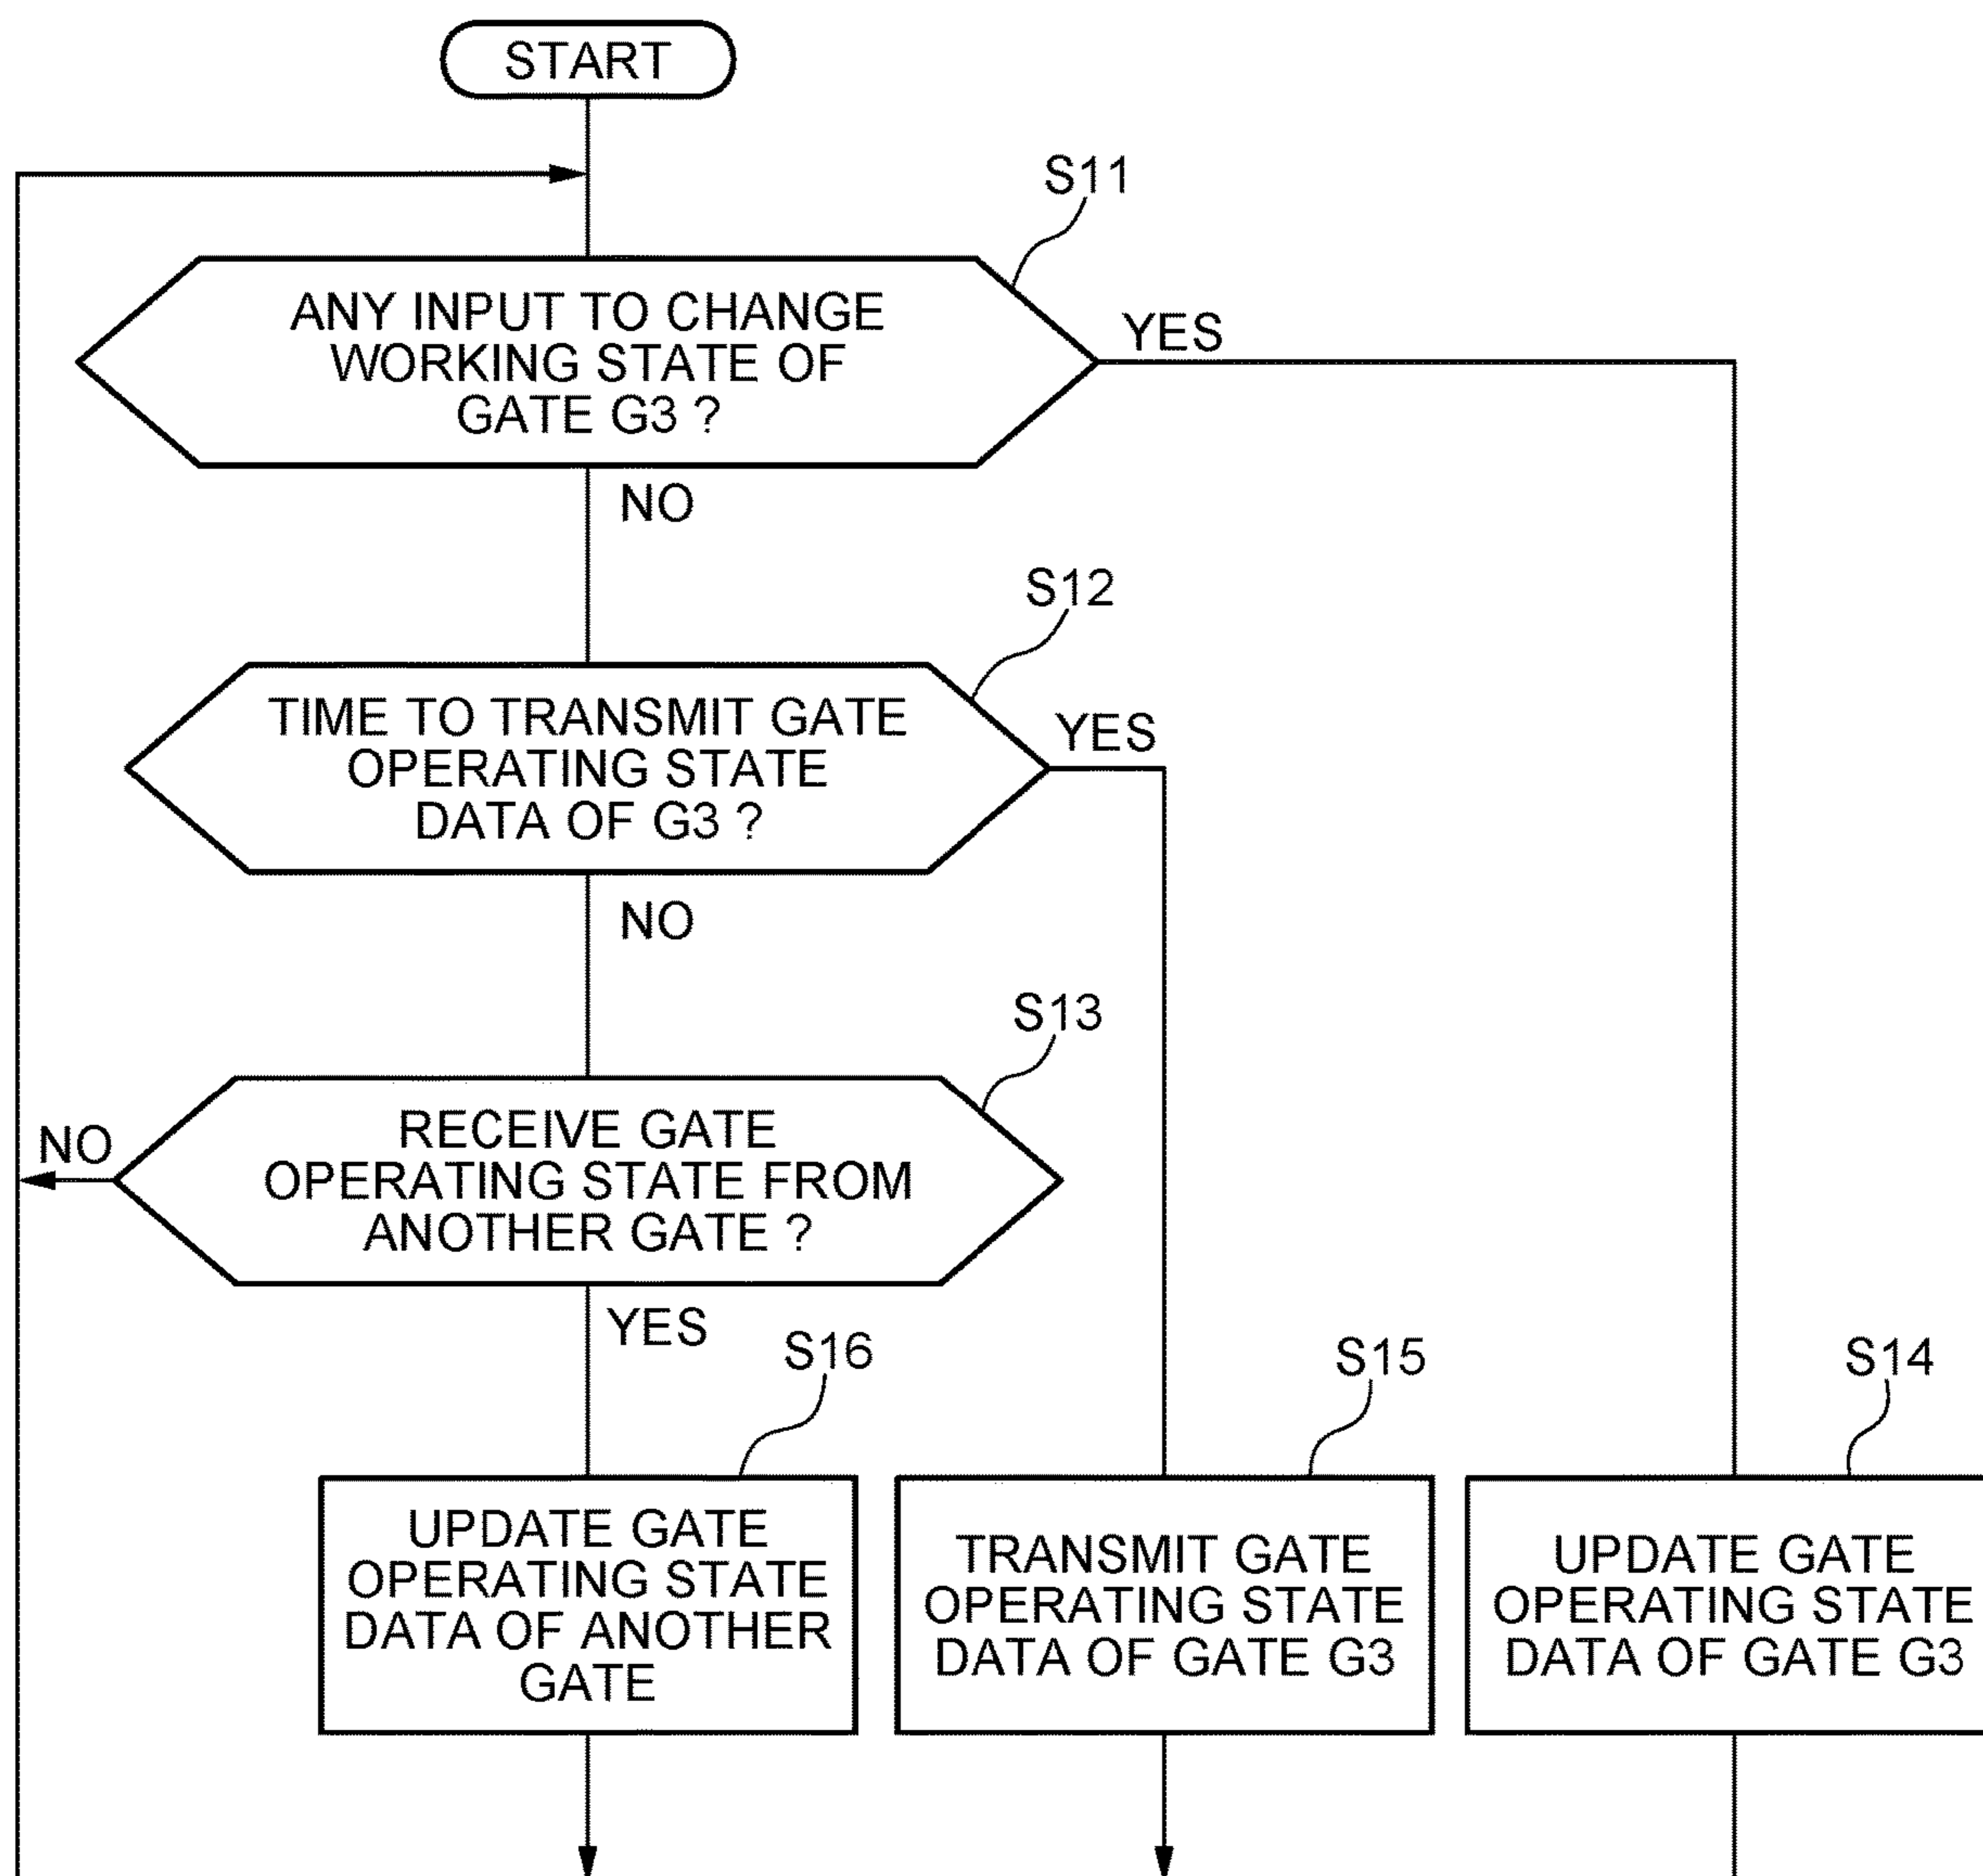 START
S11
ANY INPUT TO CHANGE
WORKING STATE OF
GATE G3 ?
YES
NO
S12
TIME TO TRANSMIT GATE
OPERATING STATE
DATA OF G3 ?
YES
NO
S13
RECEIVE GATE
OPERATING STATE FROM
ANOTHER GATE ?
NO
YES
S16
UPDATE GATE
OPERATING STATE
DATA OF ANOTHER
GATE
S15
TRANSMIT GATE
OPERATING STATE
DATA OF GATE G3
S14
UPDATE GATE
OPERATING STATE
DATA OF GATE G3